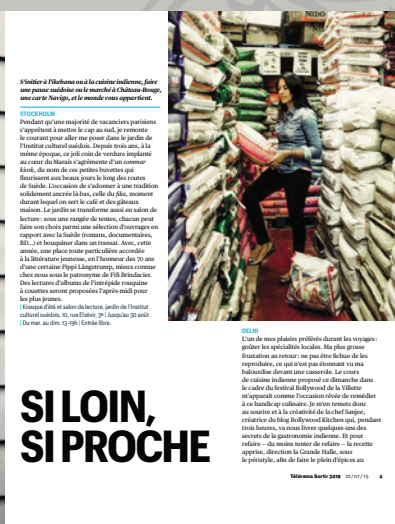 S'initier à l'ikebana ou à la cuisine indienne, faire
une pause suédoise ou le marché à Château-Rouge,
une carte Navigo, et le monde vous appartient.
STOCKHOLM
Pendant qu'une majorité de vacanciers parisiens
s'apprêtent à mettre le cap au sud, je remonte
le courant pour aller me poser dans le jardin de
l'Institut culturel suédois. Depuis trois ans, à la
même époque, ce joli coin de verdure implanté
au cœur du Marais s'agrémente d'un sommar
kiosk, du nom de ces petites buvettes qui
fleurissent aux beaux jours le long des routes
de Suède. L'occasion de s'adonner à une tradition
solidement ancrée là-bas, celle du fika, moment
durant lequel on sert le café et des gâteaux
maison. Le jardin se transforme aussi en salon de
lecture : sous une rangée de tentes, chacun peut
faire son choix parmi une sélection d'ouvrages en
rapport avec la Suède (romans, documentaires,
BD...) et bouquiner dans un transat. Avec, cette
année, une place toute particulière accordée
à la littérature jeunesse, en l'honneur des 70 ans
d'une certaine Pippi Långstrump, mieux connue
chez nous sous le patronyme de Fifi Brindacier.
Des lectures d'albums de l'intrépide rouquine
à couettes seront proposées l'après-midi pour
les plus jeunes.
| Kiosque d'été et salon de lecture, jardin de l'Institut
culturel suédois, 10, rue Elzévir, 3e | Jusqu'au 30 août
| Du mar. au dim. 13-19h | Entrée libre.
SI LOIN,
SI PROCHE
DELHI
L'un de mes plaisirs préférés durant les voyages :
goûter les spécialités locales. Ma plus grosse
frustration au retour : ne pas être fichue de les
reproduire, ce qui n'est pas étonnant vu ma
balourdise devant une casserole. Le cours
de cuisine indienne proposé ce dimanche dans
le cadre du festival Bollywood de la Villette
m'apparaît comme l'occasion rêvée de remédier
à ce handicap culinaire. Je m'en remets donc
au sourire et à la créativité de la chef Sanjee,
créatrice du blog Bollywood Kitchen qui, pendant
trois heures, va nous livrer quelques-uns des
secrets de la gastronomie indienne. Et pour
refaire – du moins tenter de refaire – la recette
apprise, direction la Grande Halle, sous
le péristyle, afin de faire le plein d'épices au
Télérama Sortir 3419 22/07/15 4